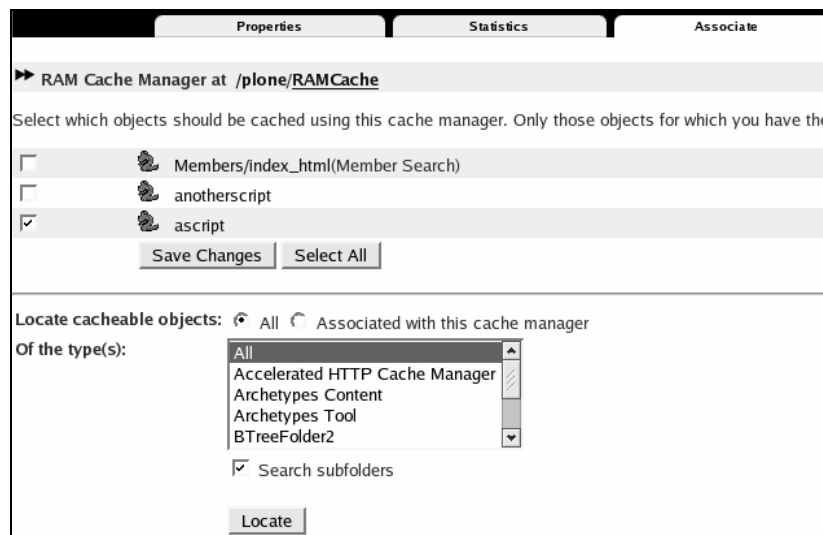 Properties Statistics Associate
RAM Cache Manager at /plone/RAMCache
Select which objects should be cached using this cache manager. Only those objects for which you have the
Members/index_html(Member Search)
anotherscript
ascript
Save Changes Select All
Locate cacheable objects: All Associated with this cache manager
Of the type(s):
All
Accelerated HTTP Cache Manager
Archetypes Content
Archetypes Tool
BTreeFolder2
Search subfolders
Locate